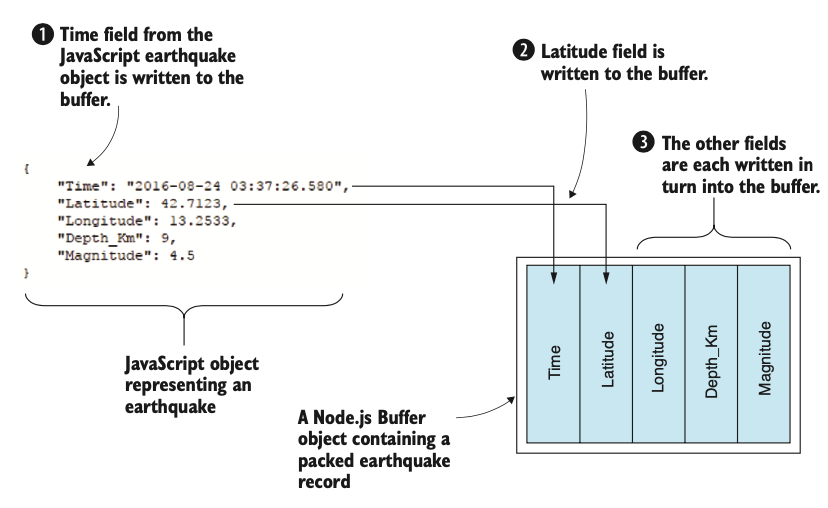 1 Time field from the
JavaScript earthquake
object is written to the
buffer.
2 Latitude field is
written to the buffer.
3 The other fields
are each written in
turn into the buffer.
{
"Time": "2016-08-24 03:37:26.580",
"Latitude": 42.7123,
"Longitude": 13.2533,
"Depth_Km": 9,
"Magnitude": 4.5
}
JavaScript object
representing an
earthquake
Time
Latitude
Longitude
Depth_Km
Magnitude
A Node.js Buffer
object containing a
packed earthquake
record